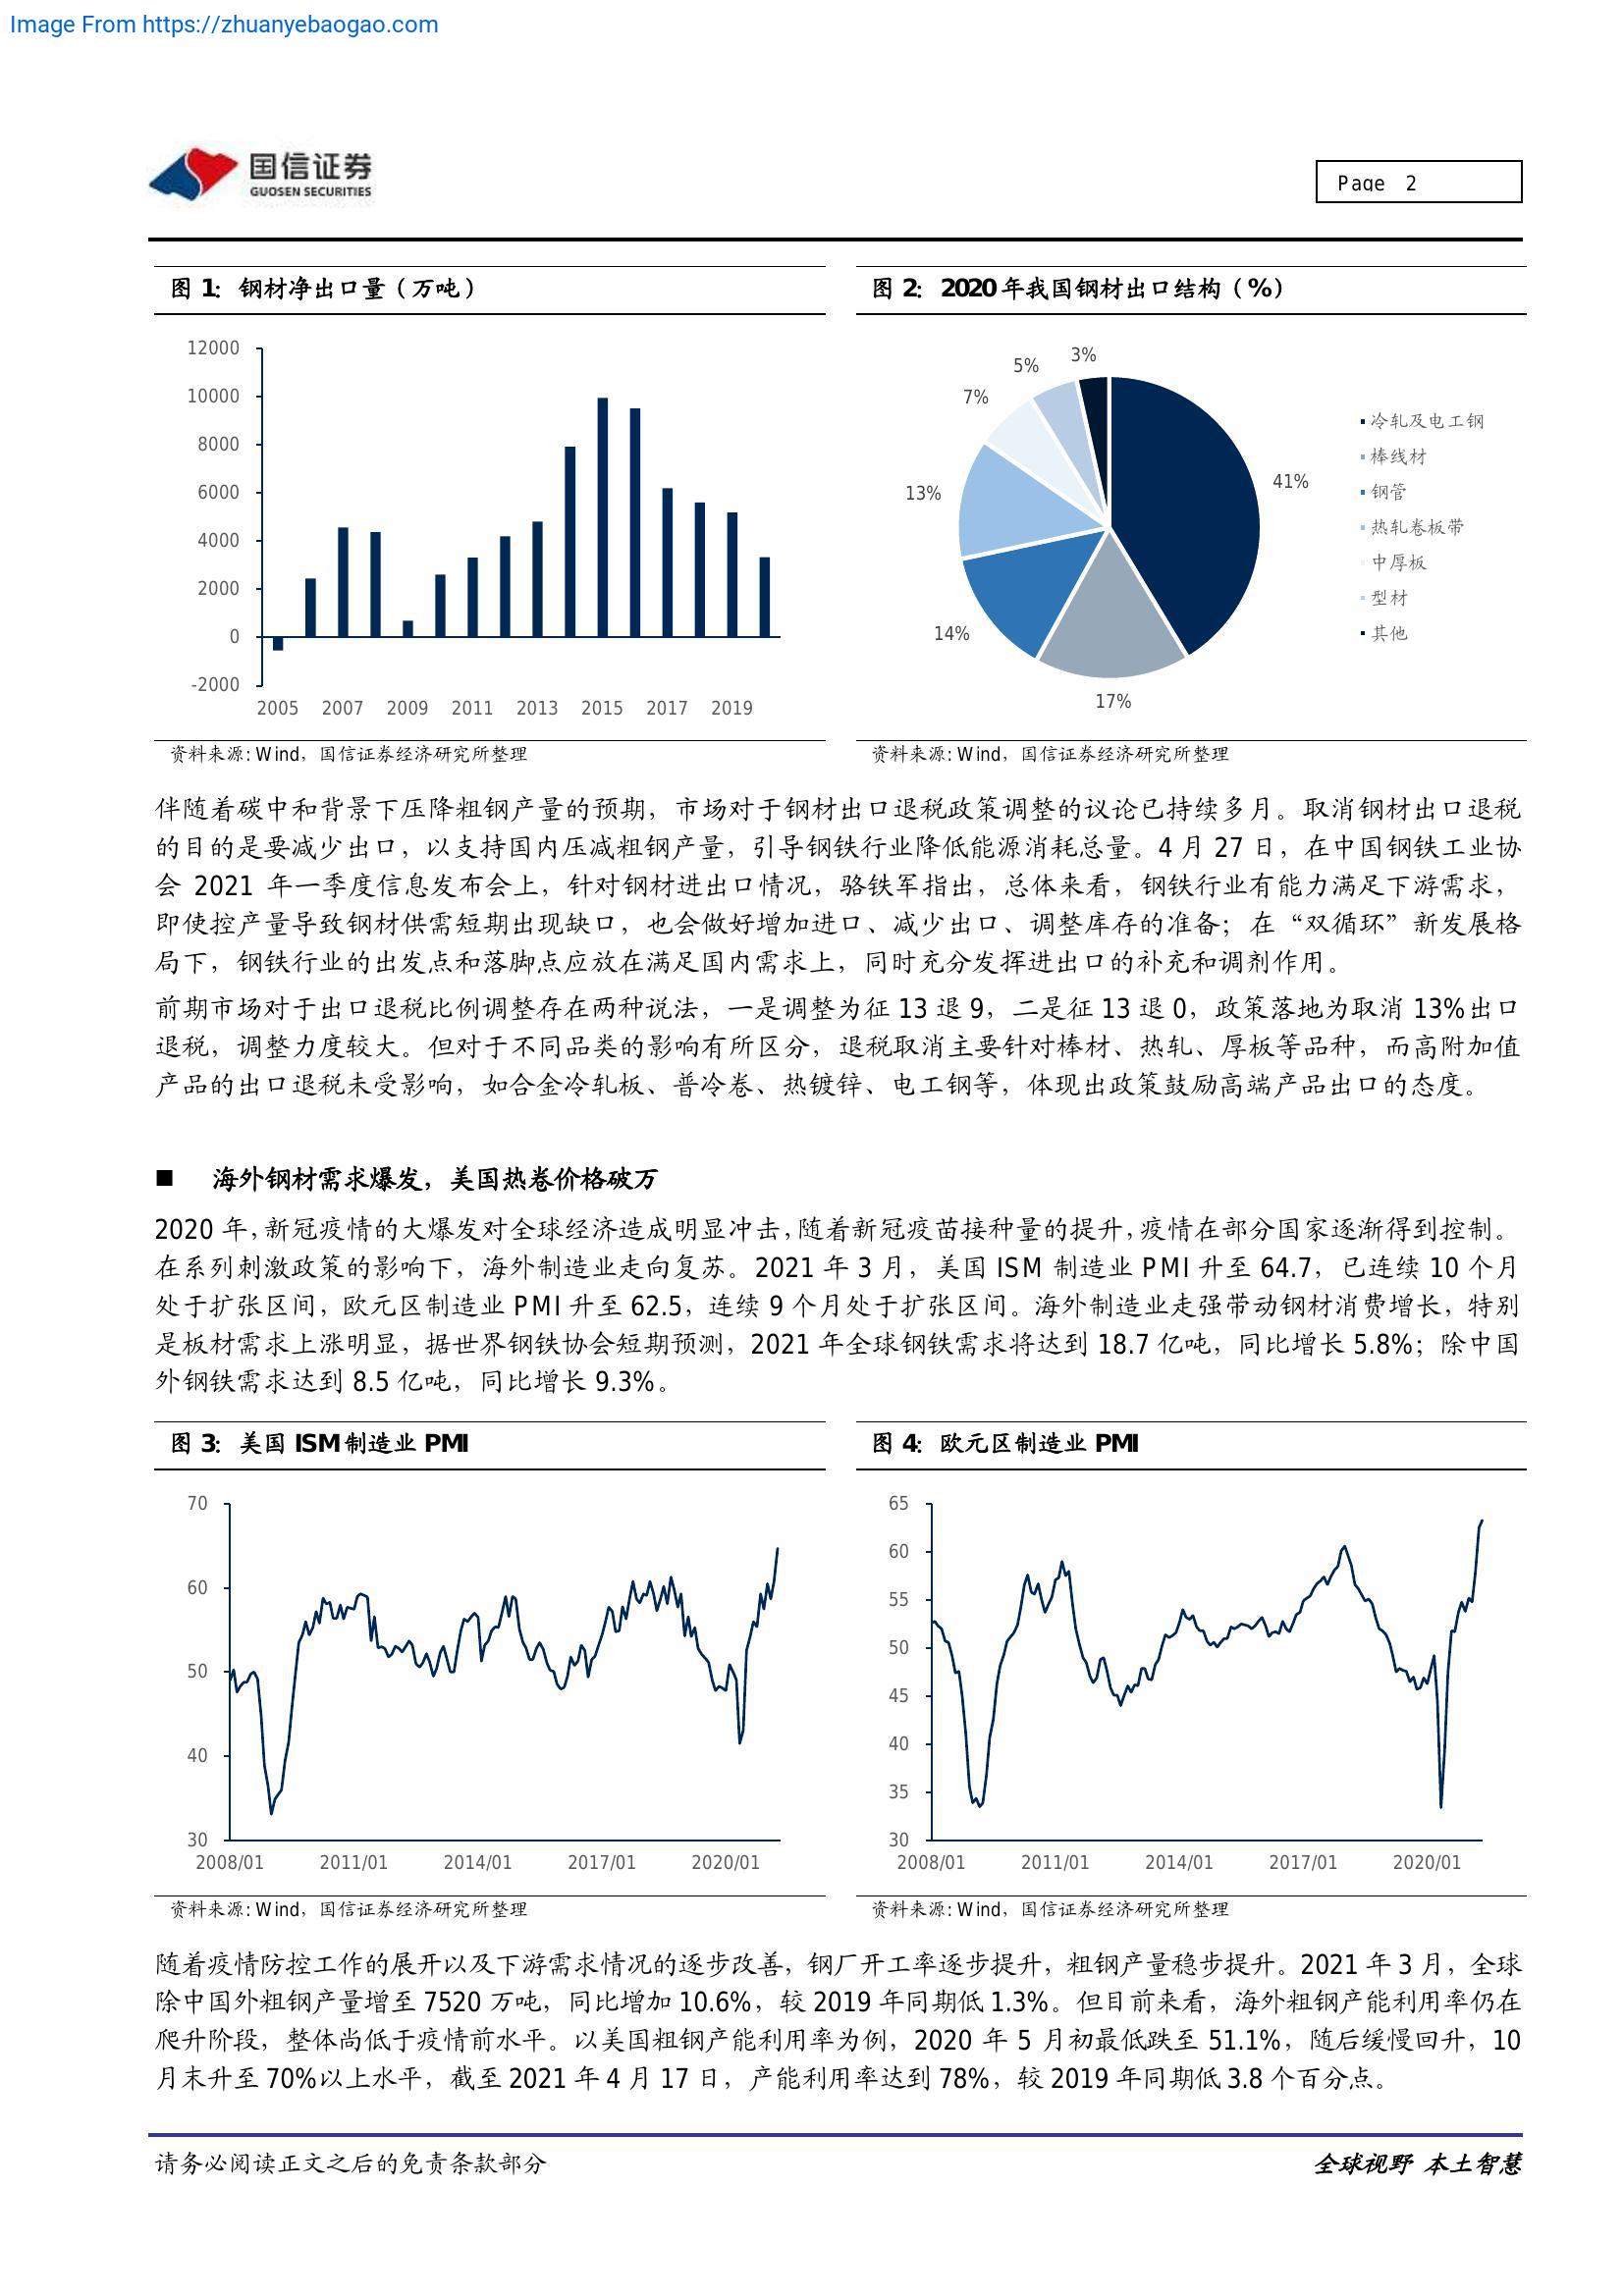 Image From https://zhuanyebaogao.com
国信证券
GUOSEN SECURITIES
Page 2
图 1: 钢材净出口量（万吨）
12000
10000
8000
6000
4000
2000
0
-2000
2005 2007 2009 2011 2013 2015 2017 2019
资料来源: Wind，国信证券经济研究所整理
图 2: 2020年我国钢材出口结构（%）
3%
5%
7%
13%
14%
17%
41%
冷轧及电工钢
棒线材
钢管
热轧卷板带
中厚板
型材
其他
资料来源: Wind，国信证券经济研究所整理
伴随着碳中和背景下压降粗钢产量的预期，市场对于钢材出口退税政策调整的议论已持续多月。取消钢材出口退税
的目的是要减少出口，以支持国内压减粗钢产量，引导钢铁行业降低能源消耗总量。4 月 27 日，在中国钢铁工业协
会 2021 年一季度信息发布会上，针对钢材进出口情况，骆铁军指出，总体来看，钢铁行业有能力满足下游需求，
即使控产量导致钢材供需短期出现缺口，也会做好增加进口、减少出口、调整库存的准备；在“双循环”新发展格
局下，钢铁行业的出发点和落脚点应放在满足国内需求上，同时充分发挥进出口的补充和调剂作用。
前期市场对于出口退税比例调整存在两种说法，一是调整为征 13 退 9，二是征 13 退 0，政策落地为取消 13%出口
退税，调整力度较大。但对于不同品类的影响有所区分，退税取消主要针对棒材、热轧、厚板等品种，而高附加值
产品的出口退税未受影响，如合金冷轧板、普冷卷、热镀锌、电工钢等，体现出政策鼓励高端产品出口的态度。
■ 海外钢材需求爆发，美国热卷价格破万
2020 年，新冠疫情的大爆发对全球经济造成明显冲击，随着新冠疫苗接种量的提升，疫情在部分国家逐渐得到控制。
在系列刺激政策的影响下，海外制造业走向复苏。2021 年 3 月，美国 ISM 制造业 PMI 升至 64.7，已连续 10 个月
处于扩张区间，欧元区制造业 PMI 升至 62.5，连续 9 个月处于扩张区间。海外制造业走强带动钢材消费增长，特别
是板材需求上涨明显，据世界钢铁协会短期预测，2021 年全球钢铁需求将达到 18.7 亿吨，同比增长 5.8%；除中国
外钢铁需求达到 8.5 亿吨，同比增长 9.3%。
图 3: 美国 ISM 制造业 PMI
70
60
50
40
30
2008/01 2011/01 2014/01 2017/01 2020/01
资料来源: Wind，国信证券经济研究所整理
图 4: 欧元区制造业 PMI
65
60
55
50
45
40
35
30
2008/01 2011/01 2014/01 2017/01 2020/01
资料来源: Wind，国信证券经济研究所整理
随着疫情防控工作的展开以及下游需求情况的逐步改善，钢厂开工率逐步提升，粗钢产量稳步提升。2021 年 3 月，全球
除中国外粗钢产量增至 7520 万吨，同比增加 10.6%，较 2019 年同期低 1.3%。但目前来看，海外粗钢产能利用率仍在
爬升阶段，整体尚低于疫情前水平。以美国粗钢产能利用率为例，2020 年 5 月初最低跌至 51.1%，随后缓慢回升，10
月末升至 70%以上水平，截至 2021 年 4 月 17 日，产能利用率达到 78%，较 2019 年同期低 3.8 个百分点。
请务必阅读正文之后的免责条款部分
全球视野 本土智慧